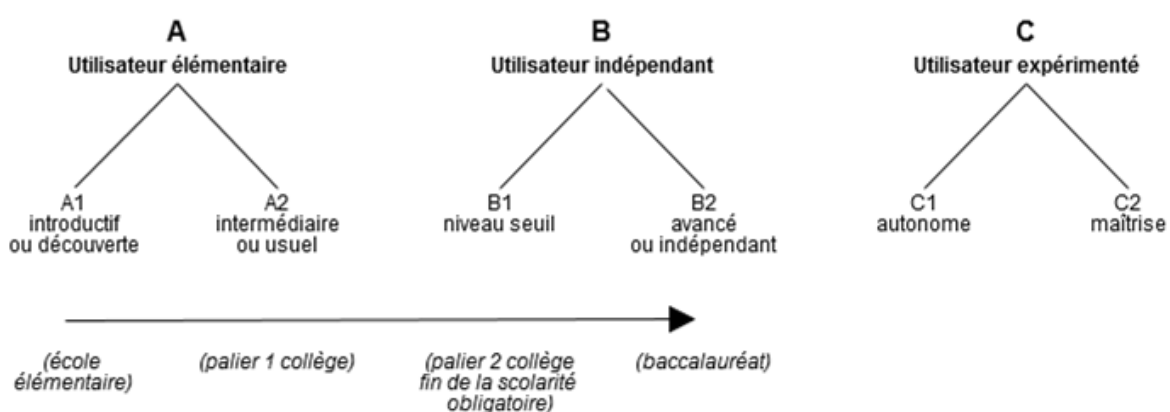 A
Utilisateur élémentaire
B
Utilisateur indépendant
C
Utilisateur expérimenté
A1
introductif
ou découverte
A2
intermédiaire
ou usuel
B1
niveau seuil
B2
avancé
ou indépendant
C1
autonome
C2
maîtrise
(école
élémentaire)
(palier 1 collège)
(palier 2 collège
fin de la scolarité
obligatoire)
(baccalauréat)